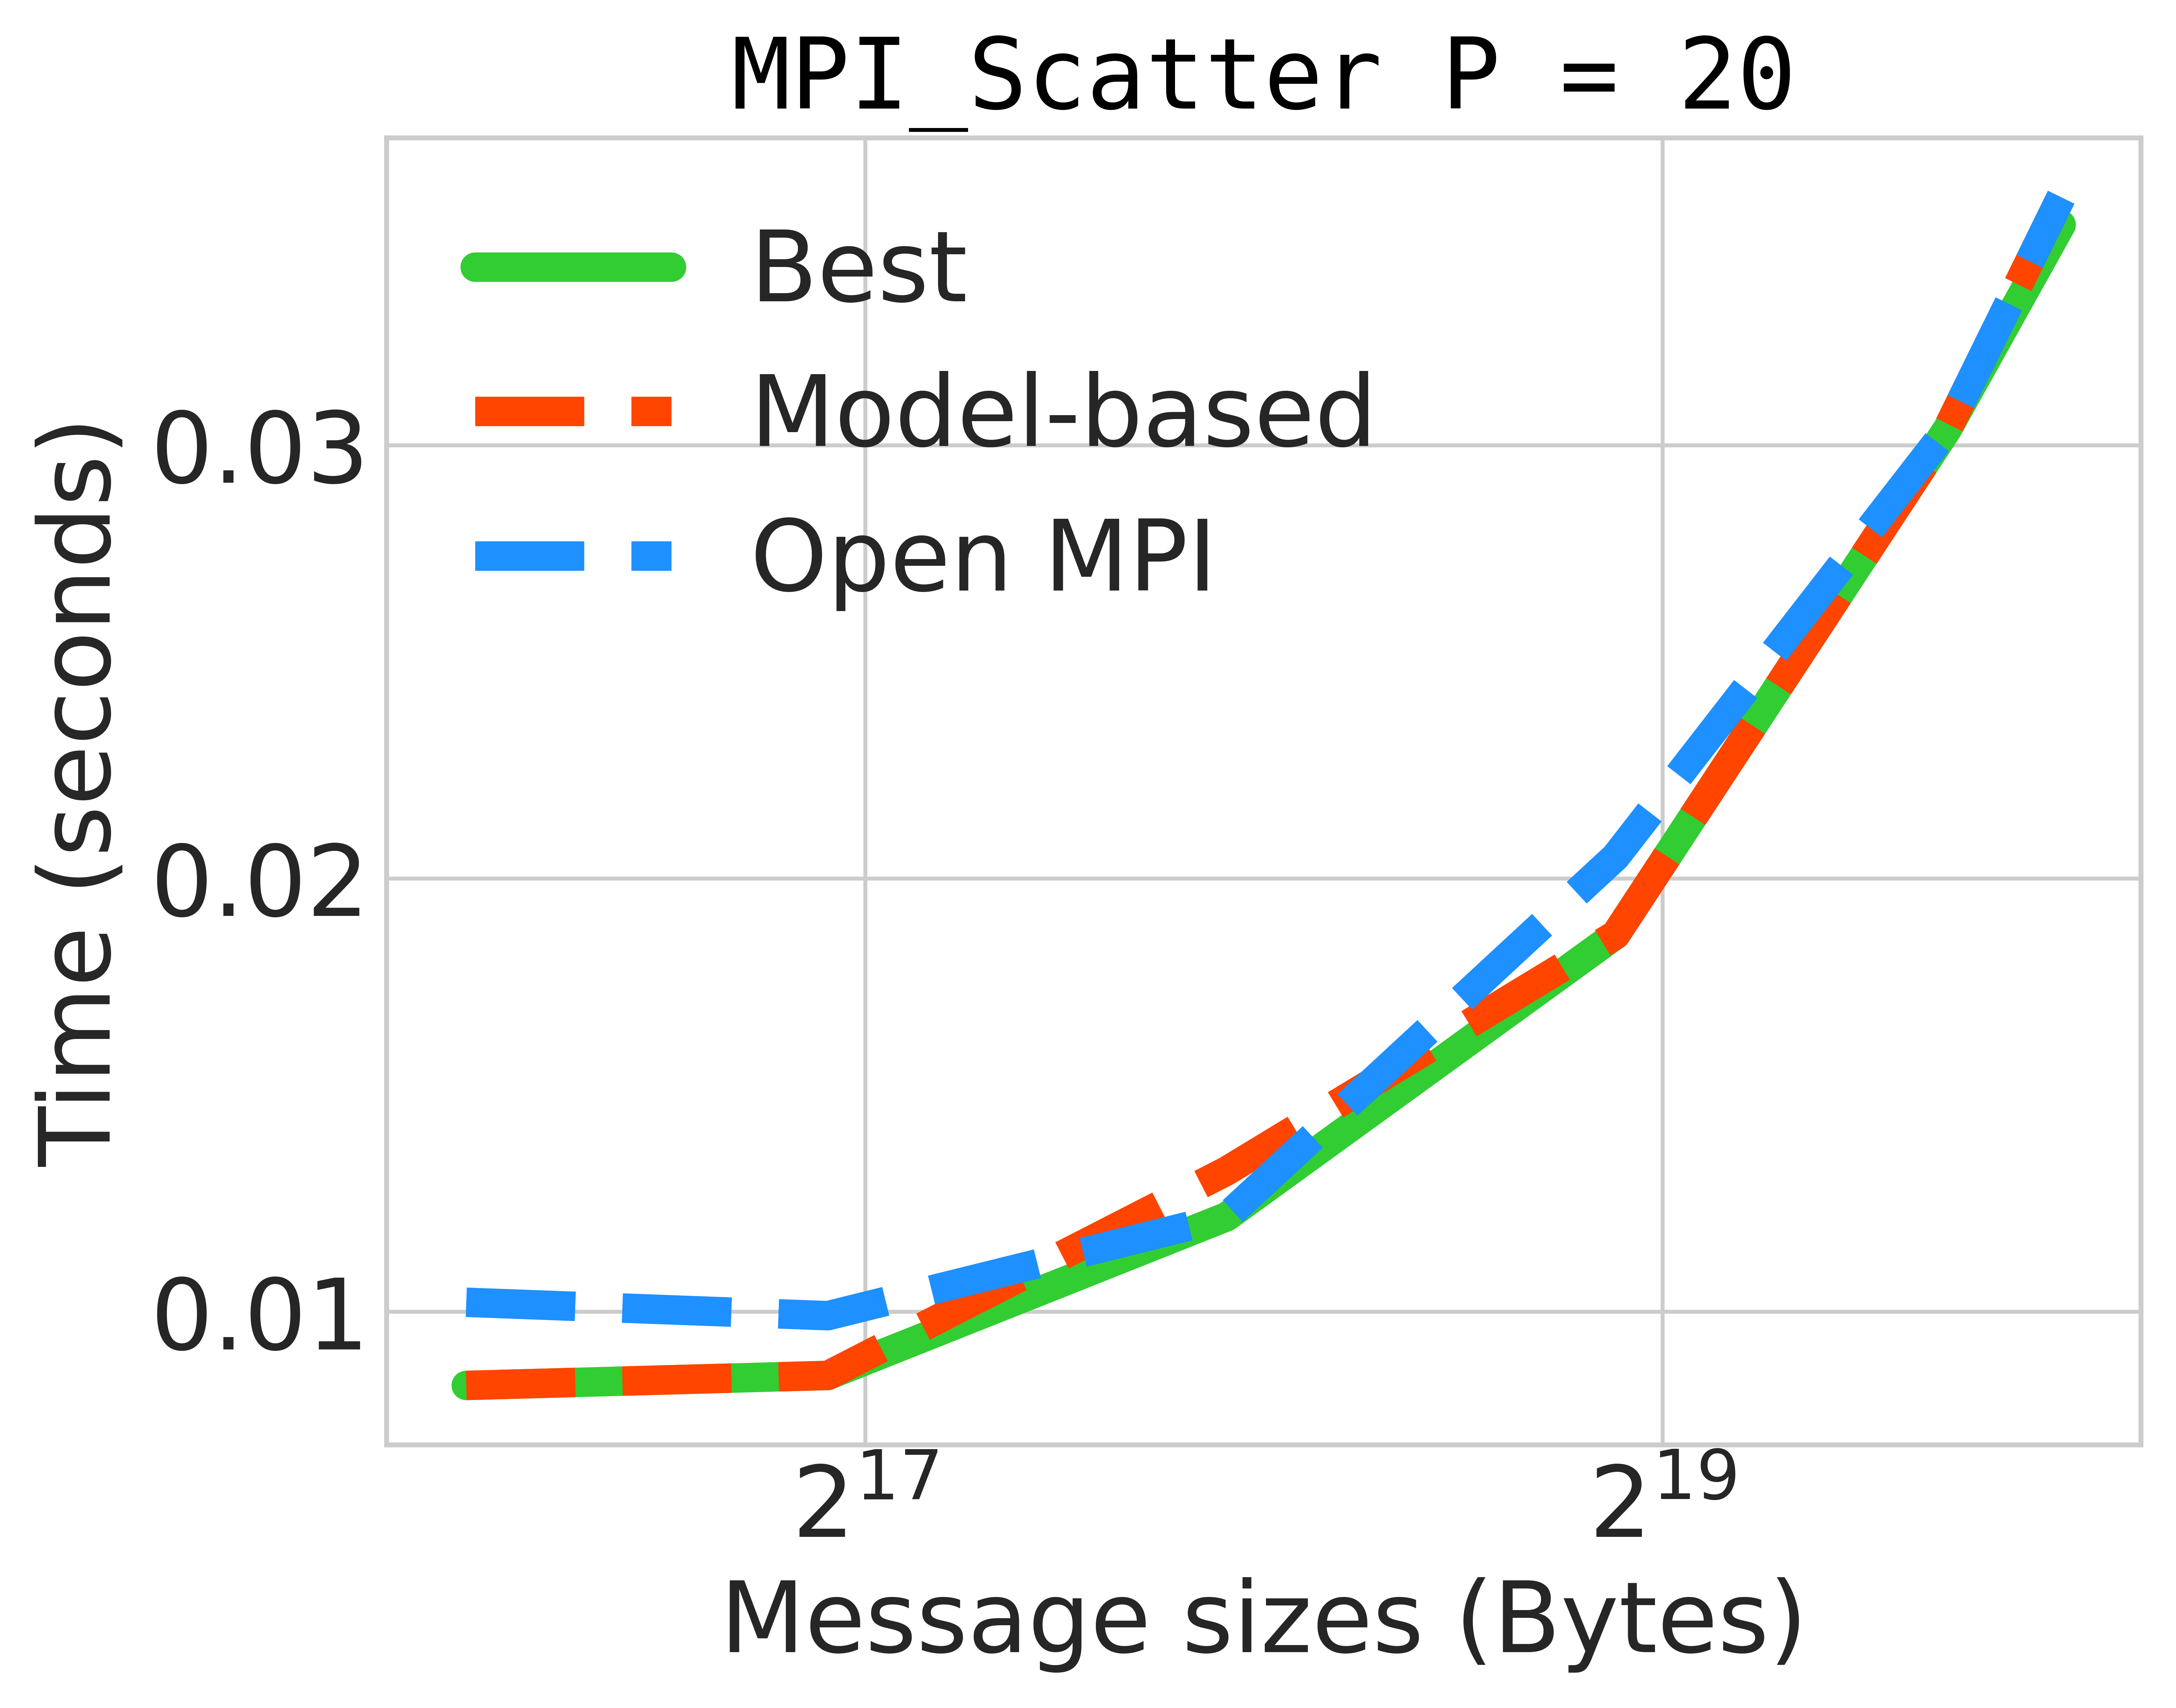 MPI_Scatter P = 20
Best
Model-based
Open MPI
Time (seconds)
0.03
0.02
0.01
2^17
2^19
Message sizes (Bytes)